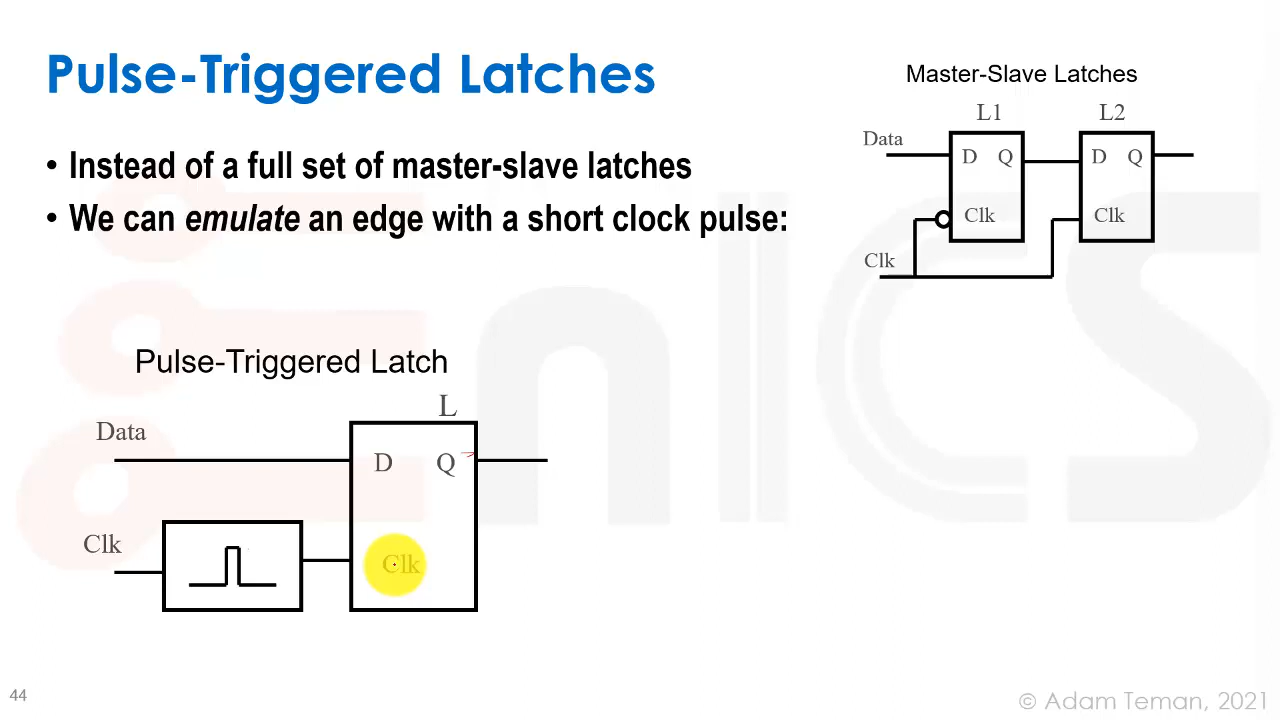 Pulse-Triggered Latches
• Instead of a full set of master-slave latches
• We can emulate an edge with a short clock pulse:
Master-Slave Latches
L1 L2
Data
D Q D Q
Clk Clk
Clk
Pulse-Triggered Latch
L
Data
D Q
Clk
Clk
enICS
44
© Adam Teman, 2021